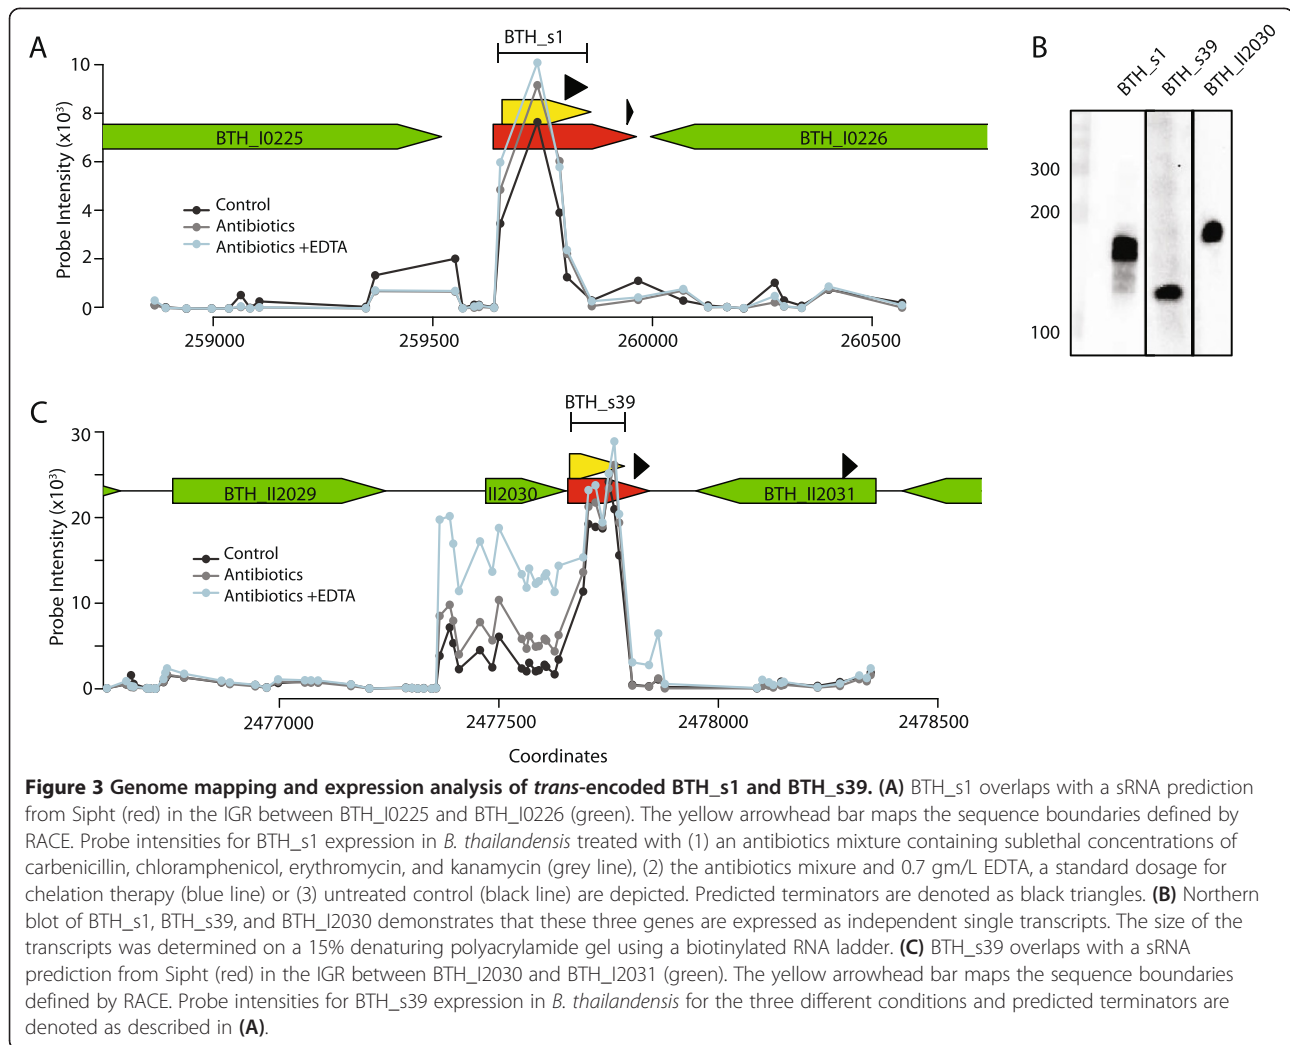 A
BTH_s1
Probe Intensity (x10³)
10
8
6
4
2
0
BTH_I0225
BTH_I0226
Control
Antibiotics
Antibiotics +EDTA
259000
259500
260000
260500
B
BTH_s1
BTH_s39
BTH_II2030
300
200
100
C
BTH_s39
Probe Intensity (x10³)
30
20
10
0
BTH_II2029
II2030
BTH_II2031
Control
Antibiotics
Antibiotics +EDTA
2477000
2477500
2478000
2478500
Coordinates
Figure 3 Genome mapping and expression analysis of trans-encoded BTH_s1 and BTH_s39. (A) BTH_s1 overlaps with a sRNA prediction
from Sipht (red) in the IGR between BTH_I0225 and BTH_I0226 (green). The yellow arrowhead bar maps the sequence boundaries defined by
RACE. Probe intensities for BTH_s1 expression in B. thailandensis treated with (1) an antibiotics mixture containing sublethal concentrations of
carbenicillin, chloramphenicol, erythromycin, and kanamycin (grey line), (2) the antibiotics mixure and 0.7 gm/L EDTA, a standard dosage for
chelation therapy (blue line) or (3) untreated control (black line) are depicted. Predicted terminators are denoted as black triangles. (B) Northern
blot of BTH_s1, BTH_s39, and BTH_I2030 demonstrates that these three genes are expressed as independent single transcripts. The size of the
transcripts was determined on a 15% denaturing polyacrylamide gel using a biotinylated RNA ladder. (C) BTH_s39 overlaps with a sRNA
prediction from Sipht (red) in the IGR between BTH_I2030 and BTH_I2031 (green). The yellow arrowhead bar maps the sequence boundaries
defined by RACE. Probe intensities for BTH_s39 expression in B. thailandensis for the three different conditions and predicted terminators are
denoted as described in (A).